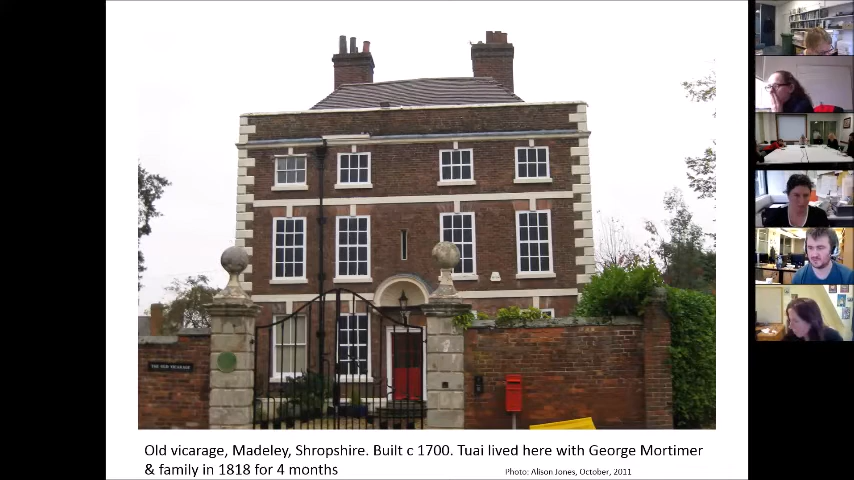 THE OLD VICARAGE
Old vicarage, Madeley, Shropshire. Built c 1700. Tuai lived here with George Mortimer
& family in 1818 for 4 months
Photo: Alison Jones, October, 2011